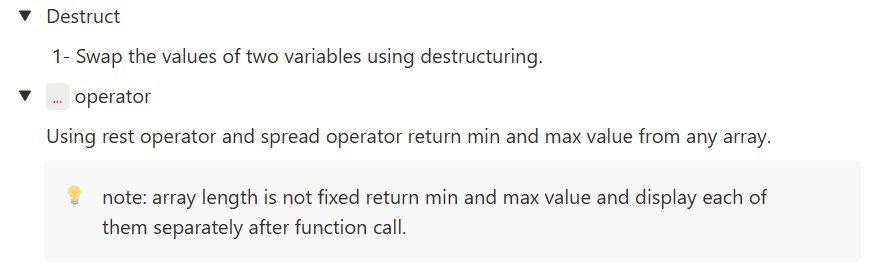 Destruct
1- Swap the values of two variables using destructuring.
... operator
Using rest operator and spread operator return min and max value from any array.
note: array length is not fixed return min and max value and display each of
them separately after function call.